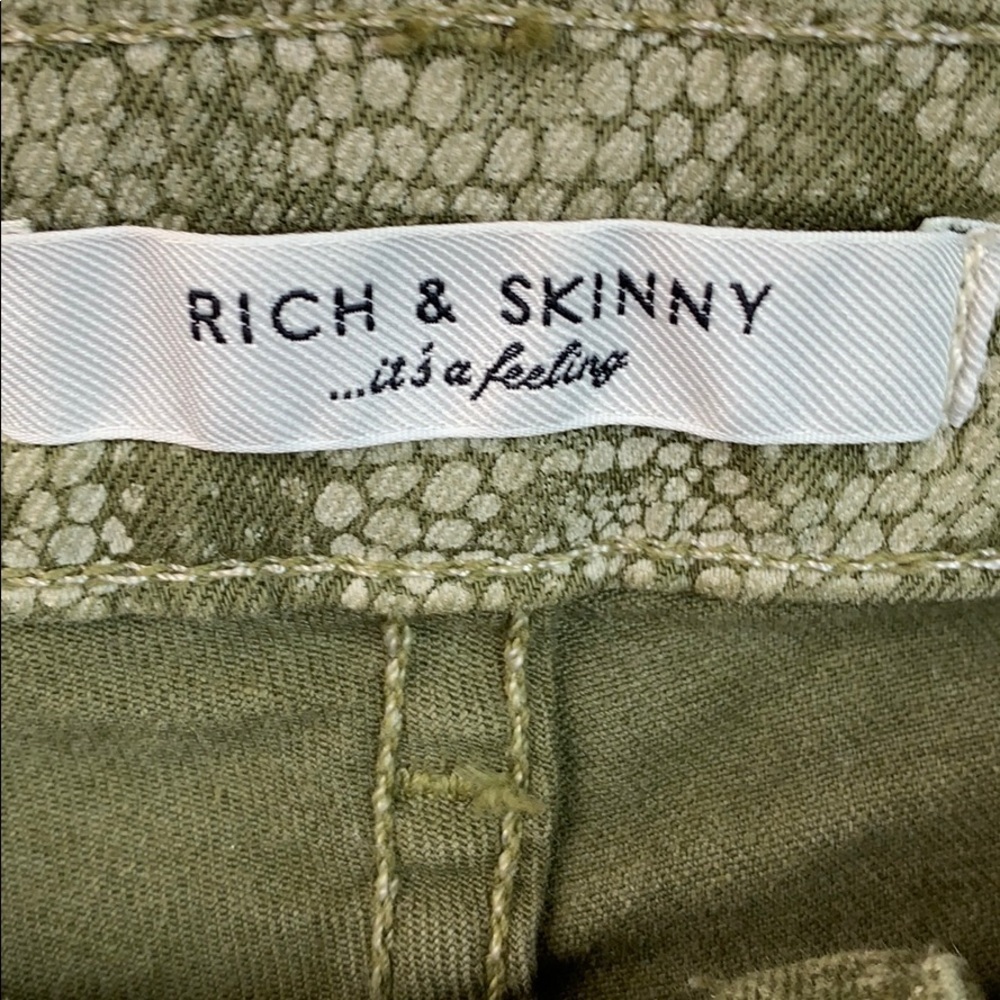 RICH & SKINNY
...it's a feeling